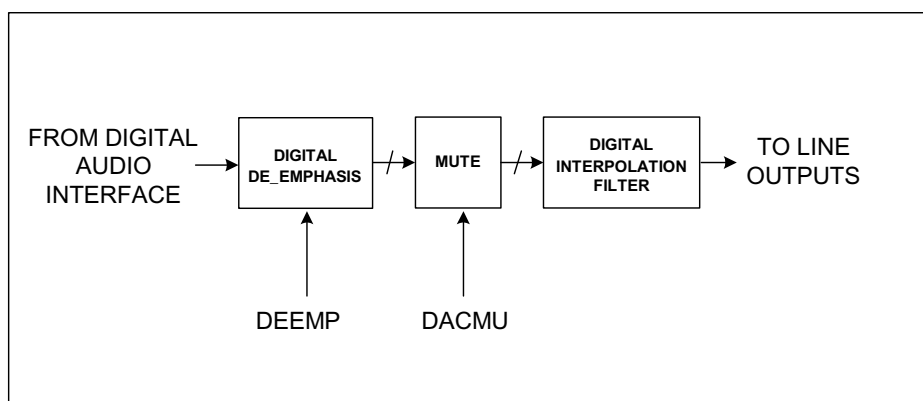 FROM DIGITAL
AUDIO
INTERFACE
DIGITAL
DE_EMPHASIS
MUTE
DIGITAL
INTERPOLATION
FILTER
TO LINE
OUTPUTS
DEEMP
DACMU